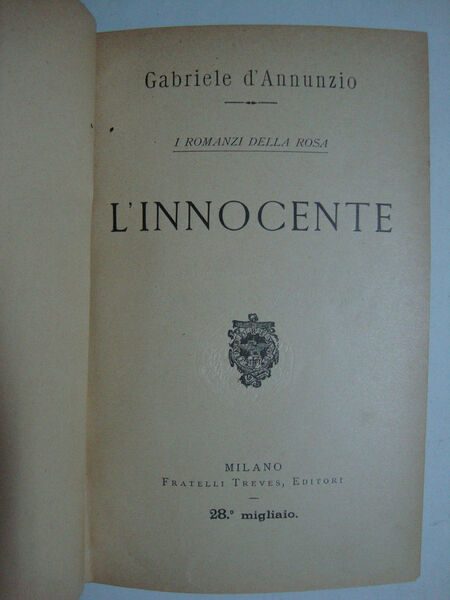 Gabriele d'Annunzio
I ROMANZI DELLA ROSA
L'INNOCENTE
MILANO
FRATELLI TREVES, EDITORI
28.º migliaio.